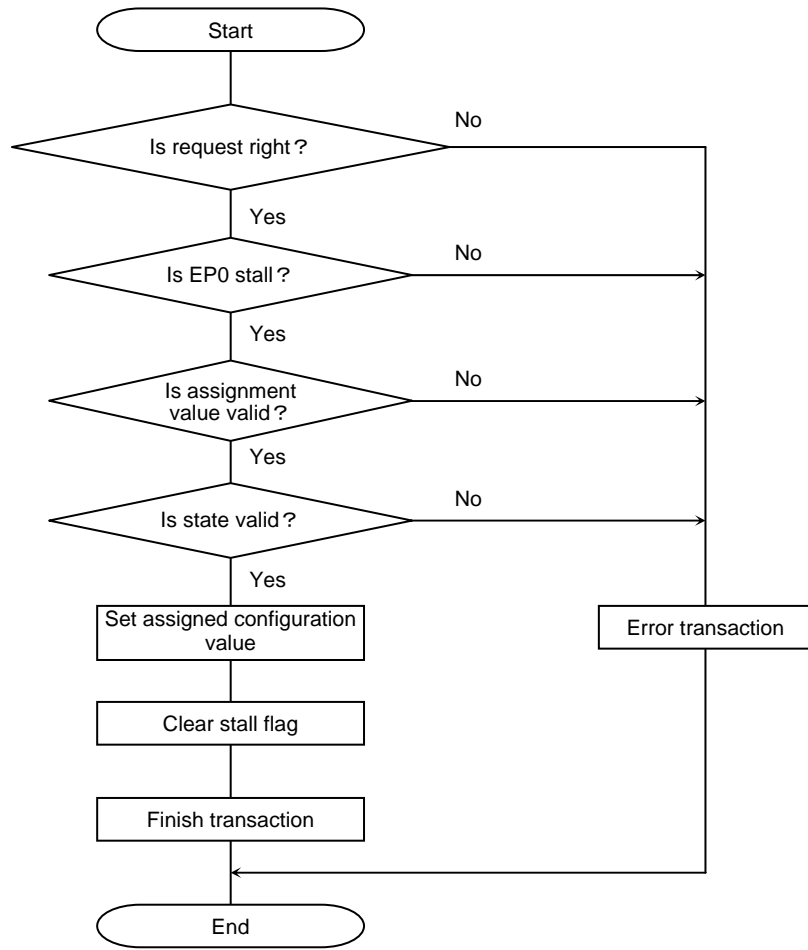 Start
Is request right?
No
Yes
Is EP0 stall?
No
Yes
Is assignment
value valid?
No
Yes
Is state valid?
No
Yes
Set assigned configuration
value
Error transaction
Clear stall flag
Finish transaction
End